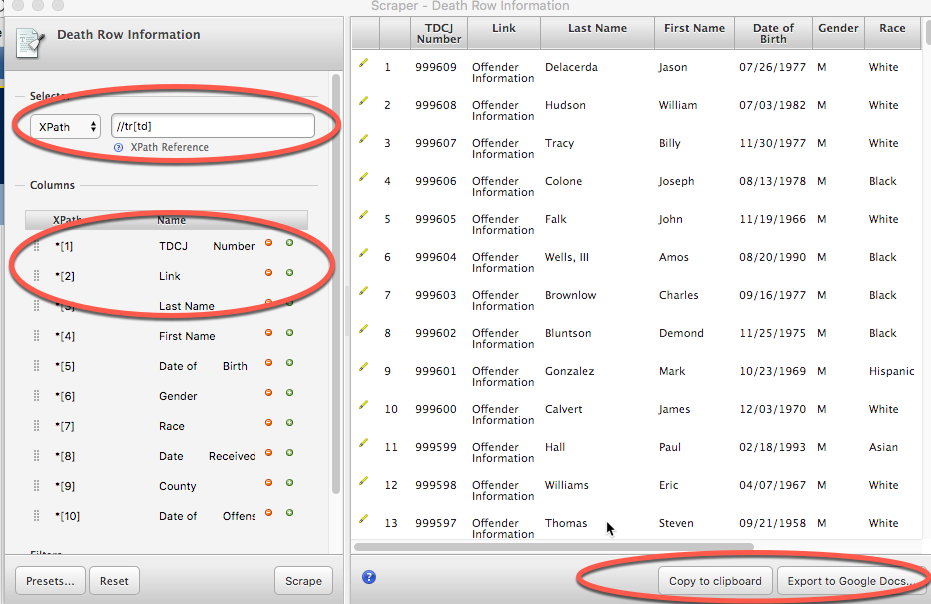 Scraper - Death Row Information
Death Row Information
Selector
XPath //tr[td]
XPath Reference
Columns
XPath Name
*[1] TDCJ Number
*[2] Link
*[3] Last Name
*[4] First Name
*[5] Date of Birth
*[6] Gender
*[7] Race
*[8] Date Received
*[9] County
*[10] Date of Offens
Filters
Presets... Reset Scrape
TDCJ Number Link Last Name First Name Date of Birth Gender Race
1 999609 Offender Information Delacerda Jason 07/26/1977 M White
2 999608 Offender Information Hudson William 07/03/1982 M White
3 999607 Offender Information Tracy Billy 11/30/1977 M White
4 999606 Offender Information Colone Joseph 08/13/1978 M Black
5 999605 Offender Information Falk John 11/19/1966 M White
6 999604 Offender Information Wells, III Amos 08/20/1990 M Black
7 999603 Offender Information Brownlow Charles 09/16/1977 M Black
8 999602 Offender Information Bluntson Demond 11/25/1975 M Black
9 999601 Offender Information Gonzalez Mark 10/23/1969 M Hispanic
10 999600 Offender Information Calvert James 12/03/1970 M White
11 999599 Offender Information Hall Paul 02/18/1993 M Asian
12 999598 Offender Information Williams Eric 04/07/1967 M White
13 999597 Offender Information Thomas Steven 09/21/1958 M White
? Copy to clipboard Export to Google Docs...